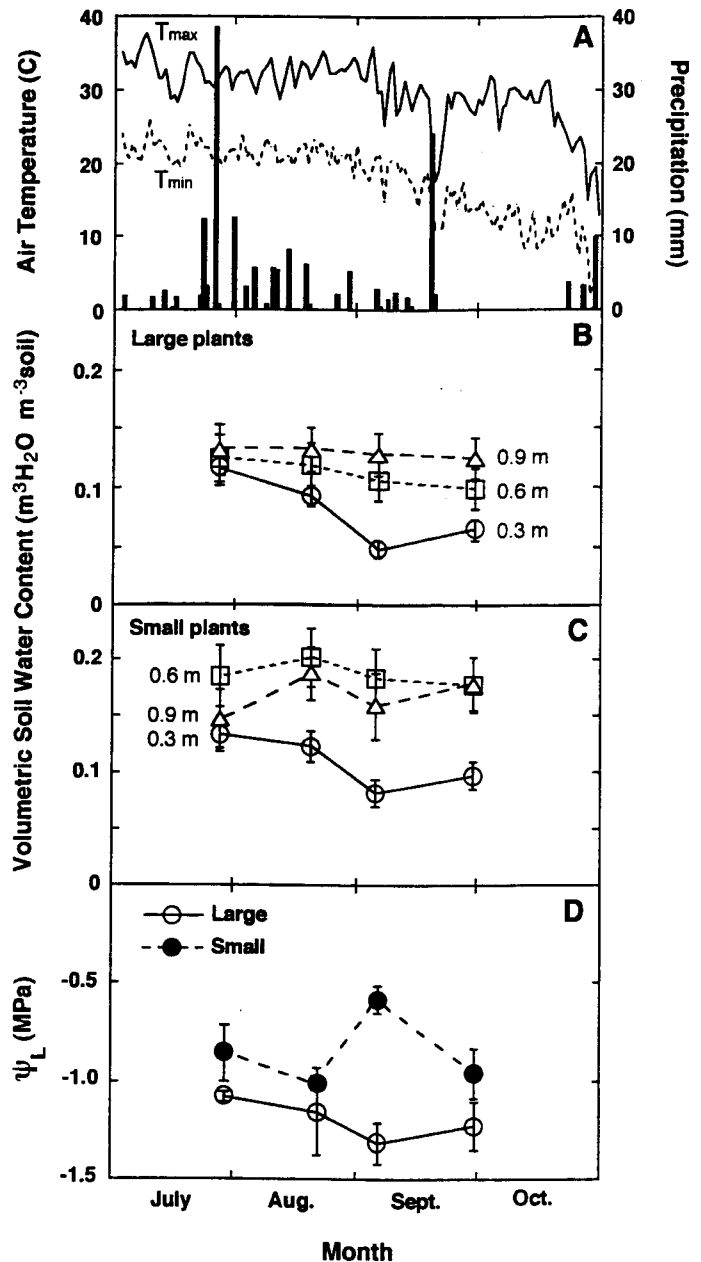 40
30
20
10
0
Air Temperature (C)
Tmax
Tmin
A
40
30
20
10
0
Precipitation (mm)
Volumetric Soil Water Content (m³H₂O m⁻³soil)
Large plants
B
0.2
0.1
0
0.9 m
0.6 m
0.3 m
Small plants
C
0.2
0.1
0
0.6 m
0.9 m
0.3 m
D
Large
Small
ΨL (MPa)
-0.5
-1.0
-1.5
July Aug. Sept. Oct.
Month